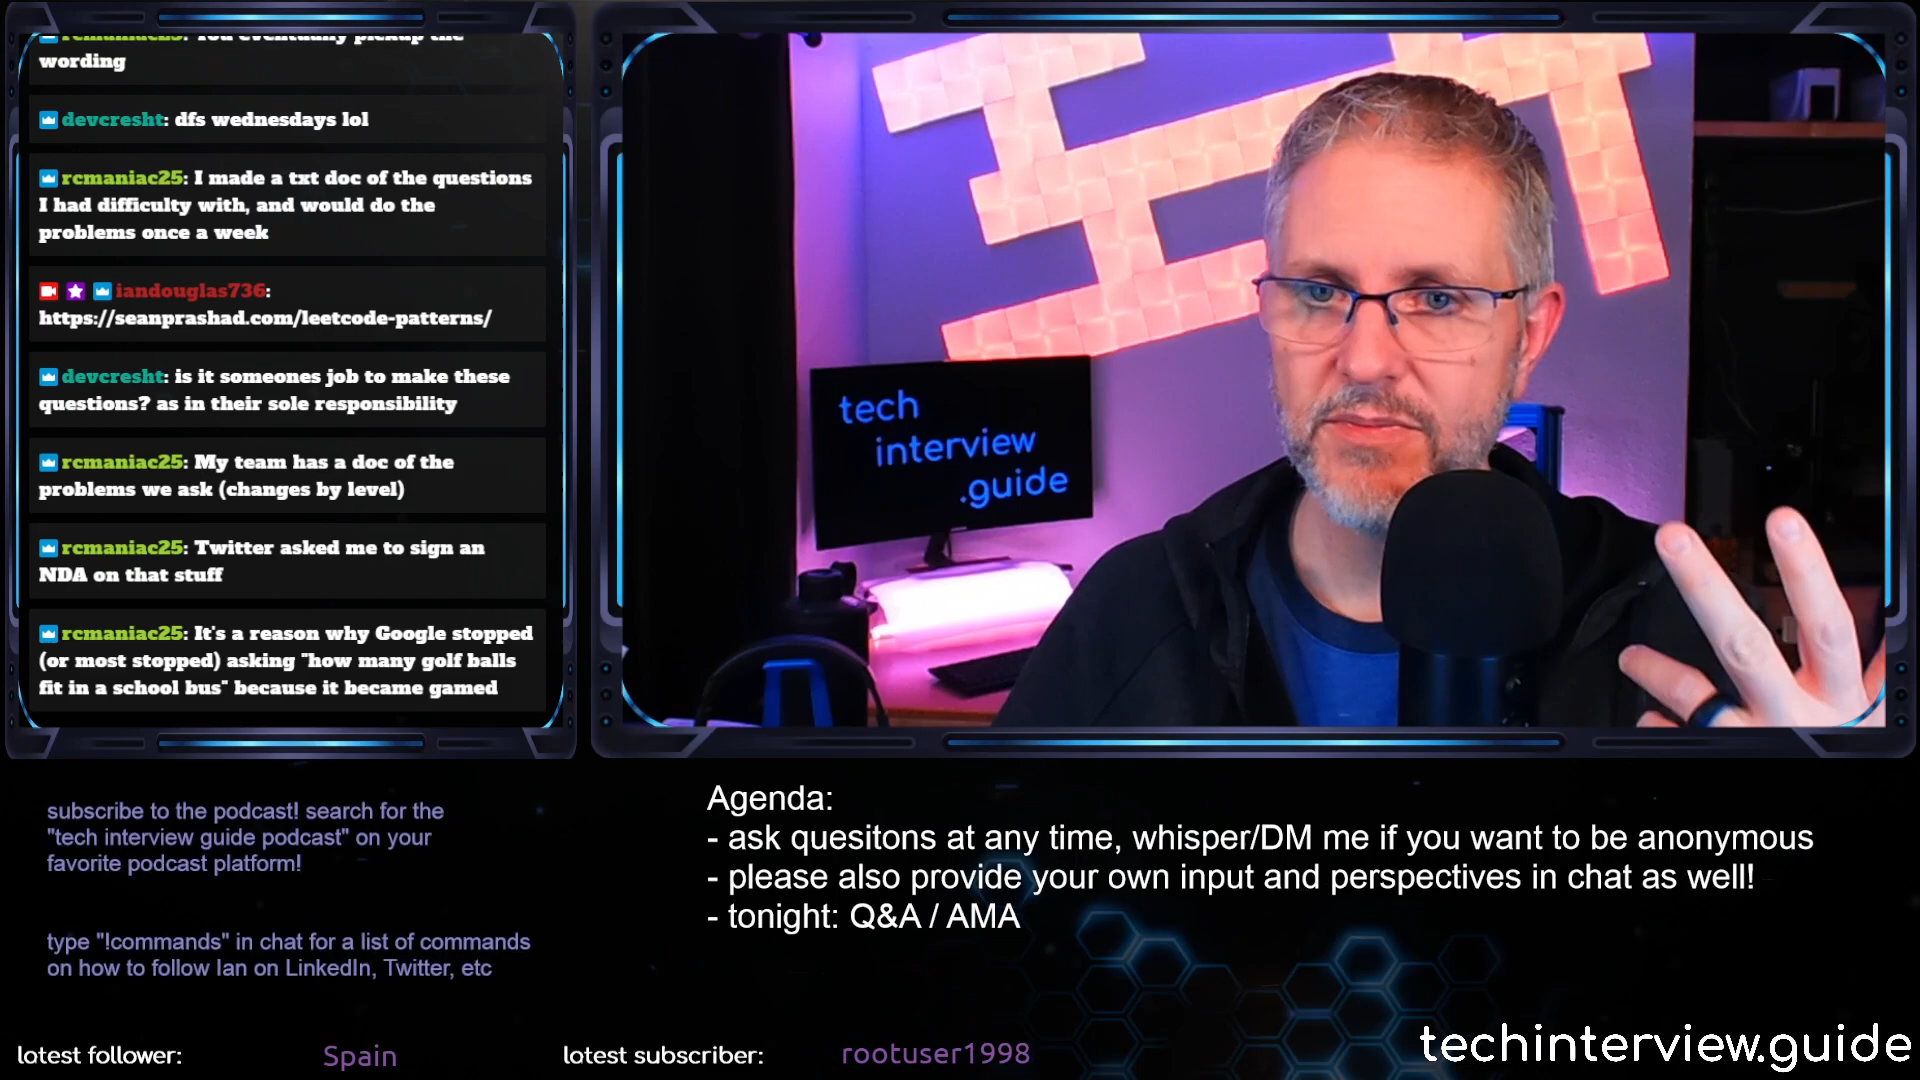 rcmaniac25: You eventually pickup the
wording
devcresht: dfs wednesdays lol
rcmaniac25: I made a txt doc of the questions
I had difficulty with, and would do the
problems once a week
iandouglas736:
https://seanprashad.com/leetcode-patterns/
devcresht: is it someones job to make these
questions? as in their sole responsibility
rcmaniac25: My team has a doc of the
problems we ask (changes by level)
rcmaniac25: Twitter asked me to sign an
NDA on that stuff
rcmaniac25: It's a reason why Google stopped
(or most stopped) asking "how many golf balls
fit in a school bus" because it became gamed
tech
interview
.guide
subscribe to the podcast! search for the
"tech interview guide podcast" on your
favorite podcast platform!
type "!commands" in chat for a list of commands
on how to follow Ian on LinkedIn, Twitter, etc
Agenda:
- ask quesitons at any time, whisper/DM me if you want to be anonymous
- please also provide your own input and perspectives in chat as well!
- tonight: Q&A / AMA
latest follower: Spain
latest subscriber: rootuser1998
techinterview.guide